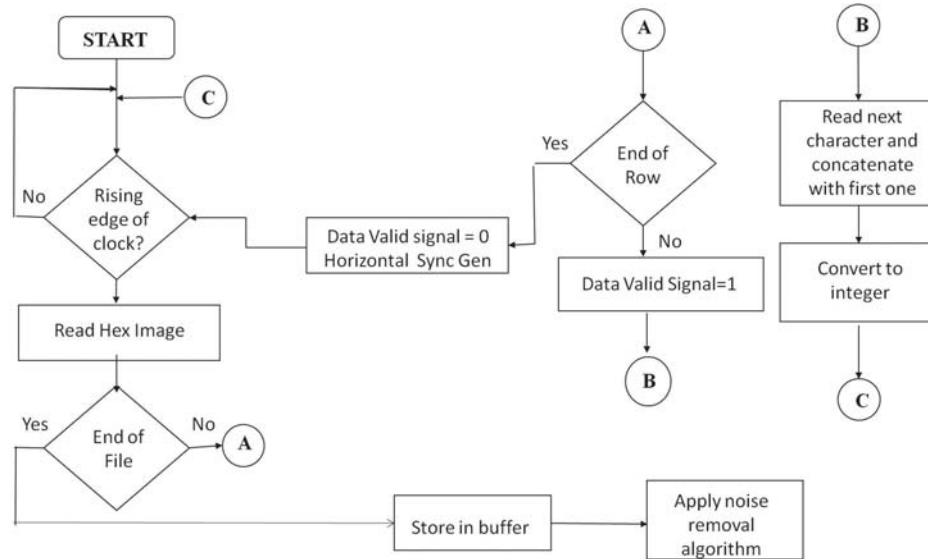 START
C
No
Rising
edge of
clock?
Read Hex Image
Yes
End of
File
No
A
Data Valid signal = 0
Horizontal Sync Gen
A
Yes
End of
Row
No
Data Valid Signal=1
B
B
Read next
character and
concatenate
with first one
Convert to
integer
C
Store in buffer
Apply noise
removal
algorithm